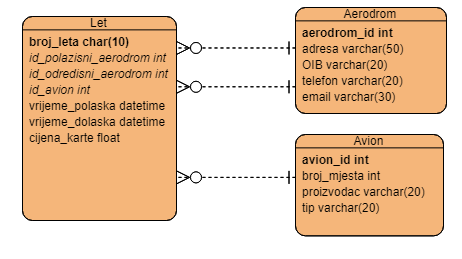 Let
broj_leta char(10)
id_polazisni_aerodrom int
id_odredisni_aerodrom int
id_avion int
vrijeme_polaska datetime
vrijeme_dolaska datetime
cijena_karte float
Aerodrom
aerodrom_id int
adresa varchar(50)
OIB varchar(20)
telefon varchar(20)
email varchar(30)
Avion
avion_id int
broj_mjesta int
proizvodac varchar(20)
tip varchar(20)